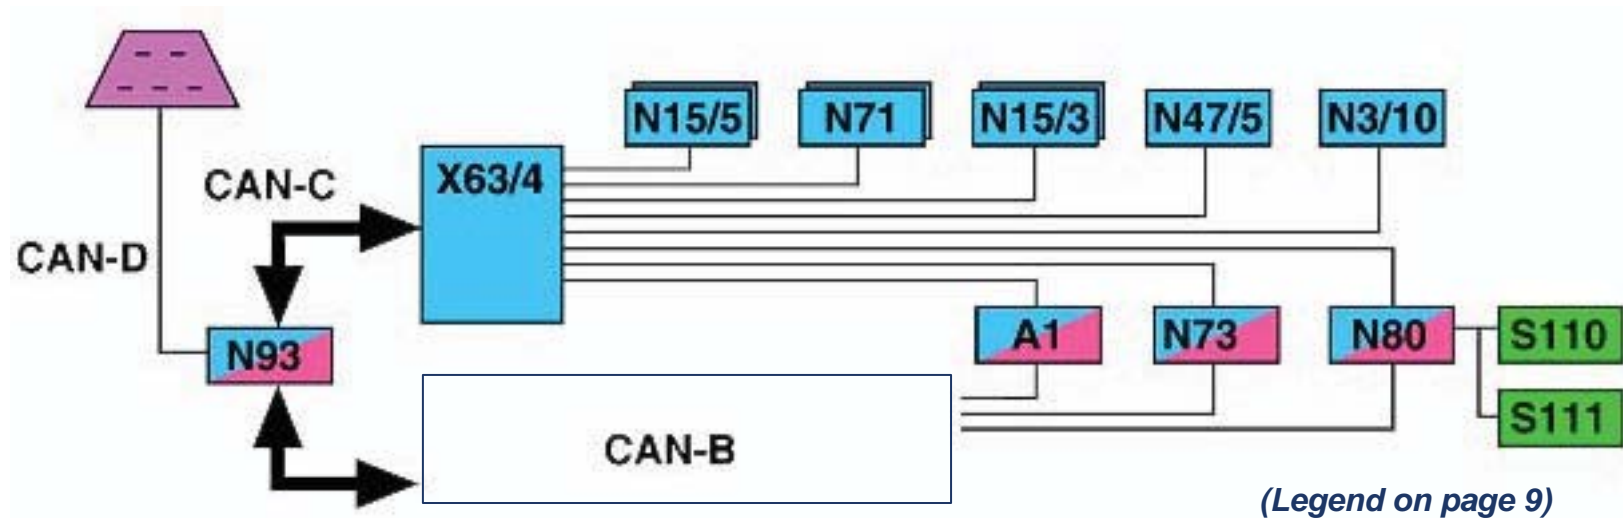 N15/5
N71
N15/3
N47/5
N3/10
X63/4
CAN-C
CAN-D
N93
A1
N73
N80
S110
S111
CAN-B
(Legend on page 9)